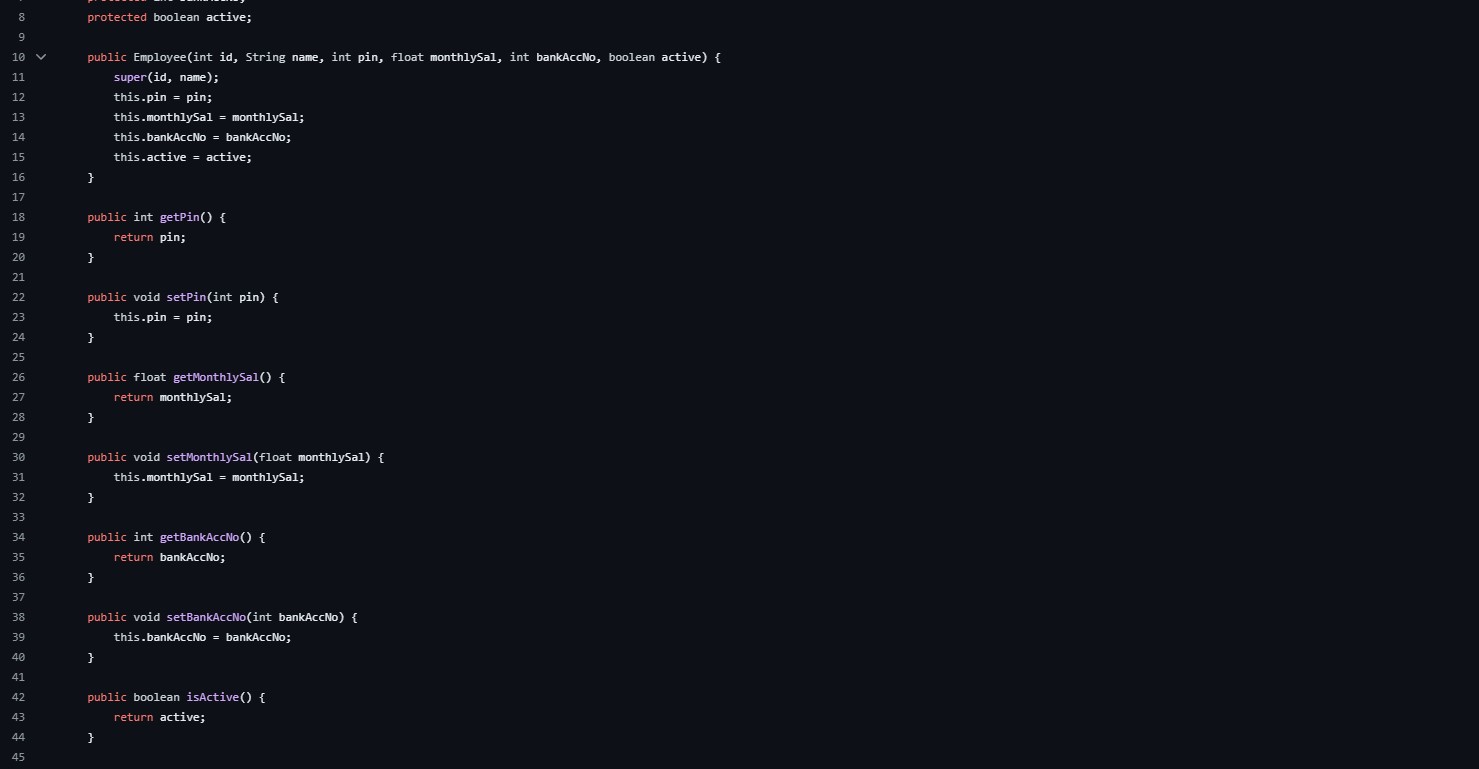 8 protected boolean active;
9
10 public Employee(int id, String name, int pin, float monthlySal, int bankAccNo, boolean active) {
11 super(id, name);
12 this.pin = pin;
13 this.monthlySal = monthlySal;
14 this.bankAccNo = bankAccNo;
15 this.active = active;
16 }
17
18 public int getPin() {
19 return pin;
20 }
21
22 public void setPin(int pin) {
23 this.pin = pin;
24 }
25
26 public float getMonthlySal() {
27 return monthlySal;
28 }
29
30 public void setMonthlySal(float monthlySal) {
31 this.monthlySal = monthlySal;
32 }
33
34 public int getBankAccNo() {
35 return bankAccNo;
36 }
37
38 public void setBankAccNo(int bankAccNo) {
39 this.bankAccNo = bankAccNo;
40 }
41
42 public boolean isActive() {
43 return active;
44 }
45